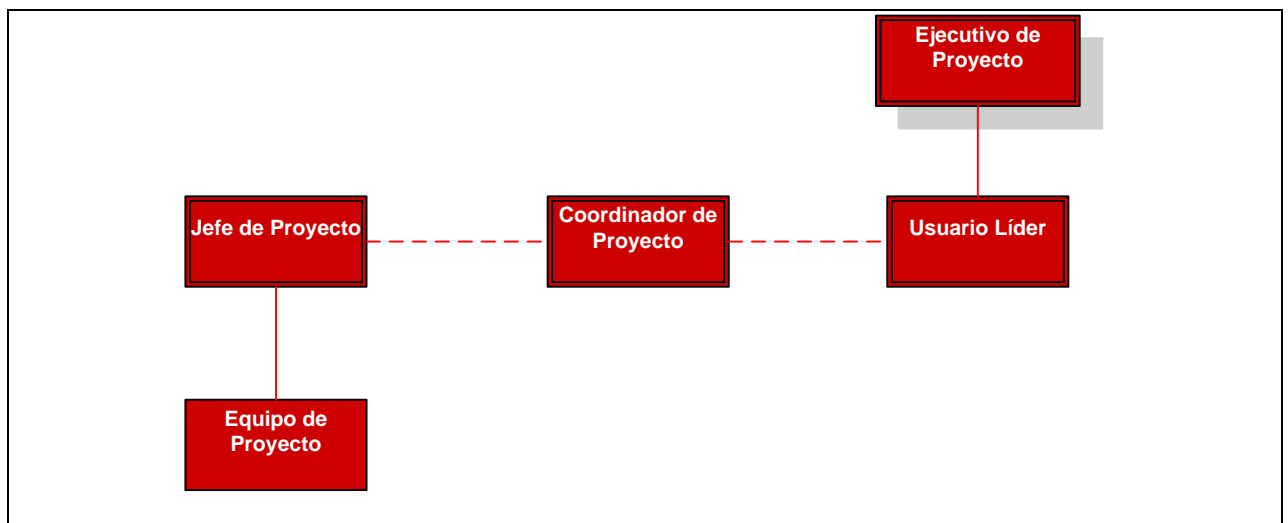 Ejecutivo de
Proyecto
Jefe de Proyecto
Coordinador de
Proyecto
Usuario Líder
Equipo de
Proyecto